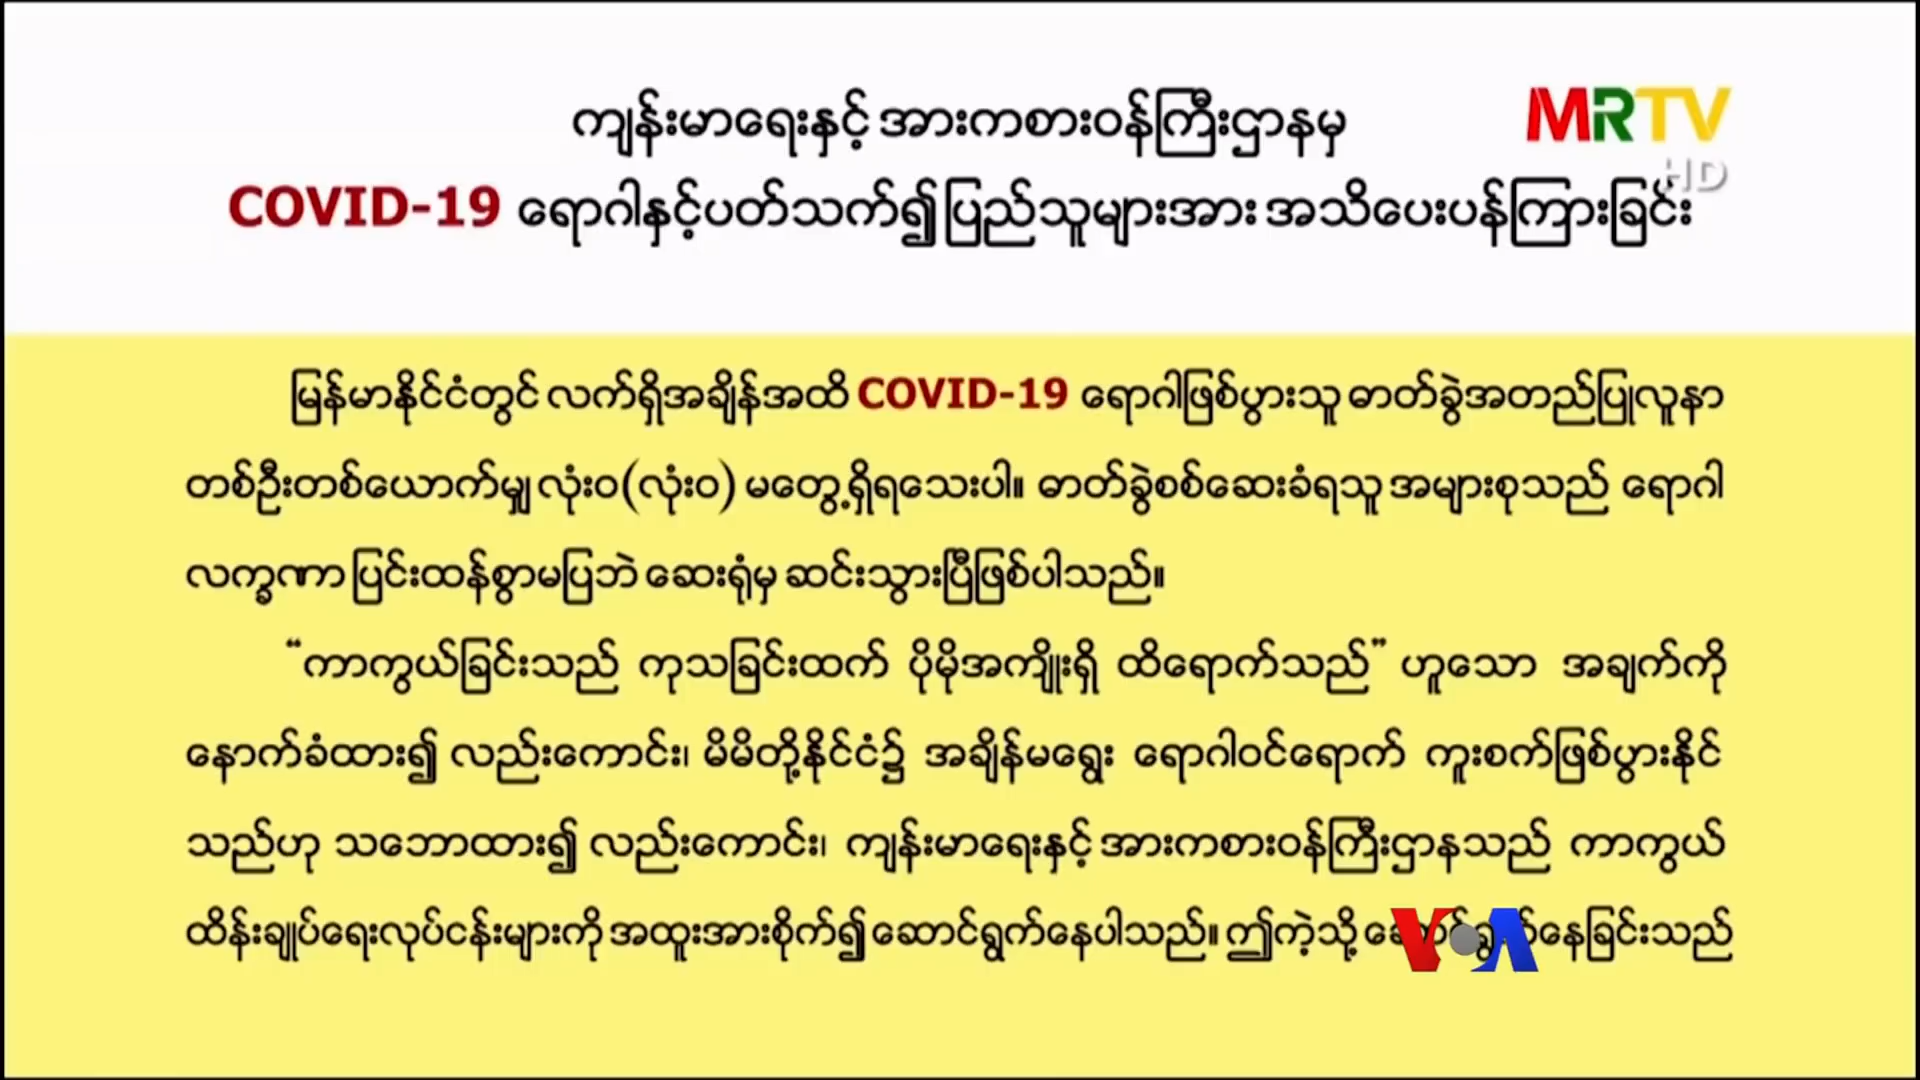 ကျန်းမာရေးနှင့် အားကစားဝန်ကြီးဌာနမှ
MRTV
HD
COVID-19 ရောဂါနှင့်ပတ်သက်၍ ပြည်သူများအား အသိပေးပန်ကြားခြင်း
မြန်မာနိုင်ငံတွင် လက်ရှိအချိန်အထိ COVID-19 ရောဂါဖြစ်ပွားသူ ဓာတ်ခွဲအတည်ပြုလူနာ
တစ်ဦးတစ်ယောက်မျှ လုံးဝ(လုံးဝ) မတွေ့ရှိရသေးပါ။ ဓာတ်ခွဲစစ်ဆေးခံရသူ အများစုသည် ရောဂါ
လက္ခဏာ ပြင်းထန်စွာမပြဘဲ ဆေးရုံမှ ဆင်းသွားပြီဖြစ်ပါသည်။
“ကာကွယ်ခြင်းသည် ကုသခြင်းထက် ပိုမိုအကျိုးရှိ ထိရောက်သည်” ဟူသော အချက်ကို
နောက်ခံထား၍ လည်းကောင်း၊ မိမိတို့နိုင်ငံ၌ အချိန်မရွေး ရောဂါဝင်ရောက် ကူးစက်ဖြစ်ပွားနိုင်
သည်ဟု သဘောထား၍ လည်းကောင်း၊ ကျန်းမာရေးနှင့် အားကစားဝန်ကြီးဌာနသည် ကာကွယ်
ထိန်းချုပ်ရေးလုပ်ငန်းများကို အထူးအားစိုက်၍ ဆောင်ရွက်နေပါသည်။ ဤကဲ့သို့ နေခြင်းသည်
VOA